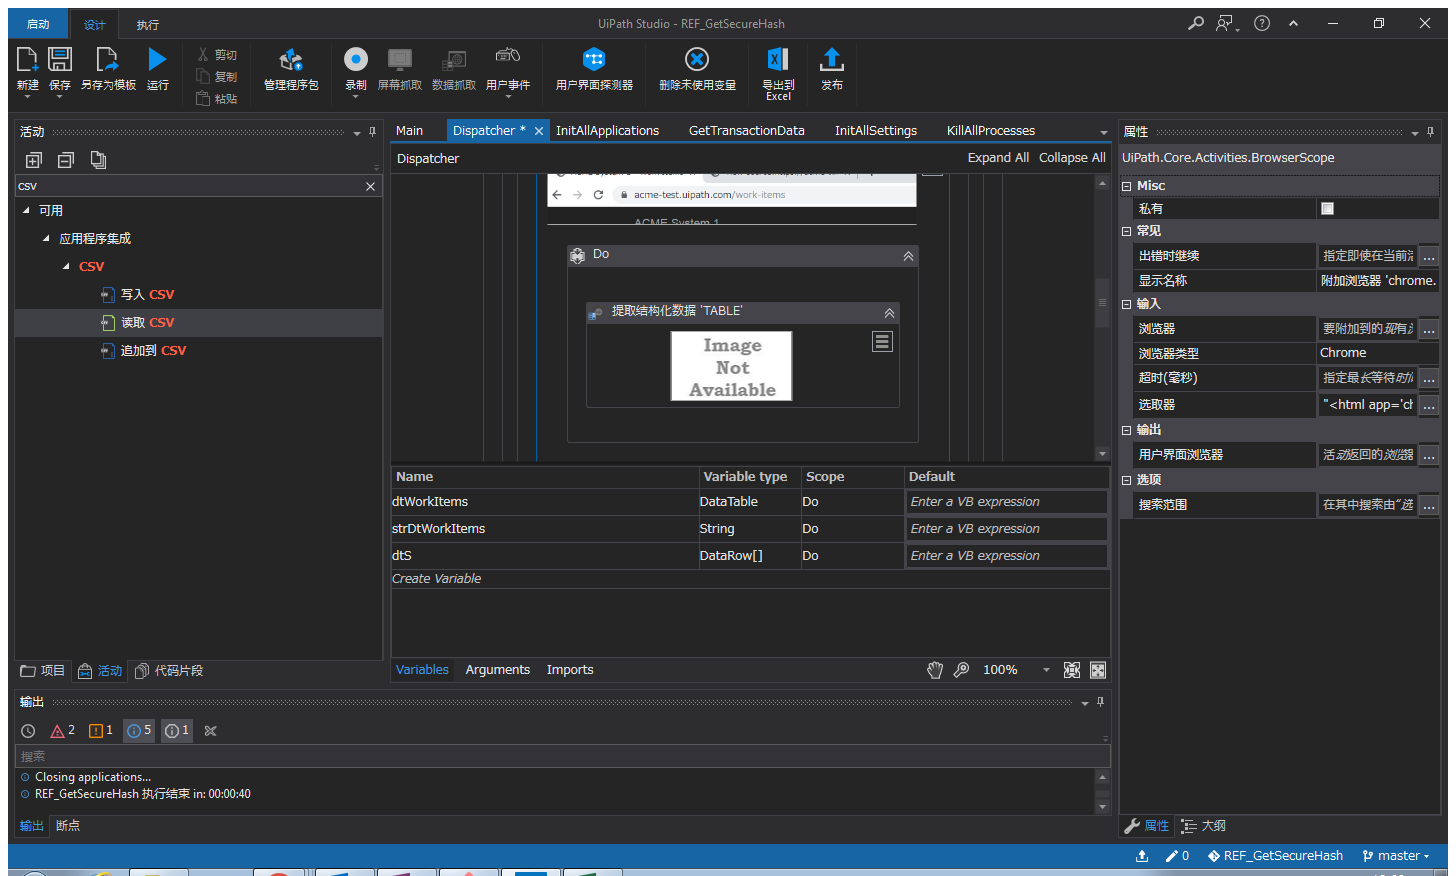 启动 设计 执行
UiPath Studio - REF_GetSecureHash
新建 保存 另存为模板 运行
剪切
复制
粘贴
管理程序包 录制 屏幕抓取 数据抓取 用户事件 用户界面探测器 删除未使用变量 导出到
Excel
发布
活动
csv
可用
应用程序集成
CSV
写入 CSV
读取 CSV
追加到 CSV
项目 活动 代码片段
Main Dispatcher * InitAllApplications GetTransactionData InitAllSettings KillAllProcesses
Dispatcher Expand All Collapse All
acme-test.uipath.com/work-items
ACME System 1
Do
提取结构化数据 'TABLE'
Image
Not
Available
Name Variable type Scope Default
dtWorkItems DataTable Do Enter a VB expression
strDtWorkItems String Do Enter a VB expression
dtS DataRow[] Do Enter a VB expression
Create Variable
Variables Arguments Imports 100%
属性
UiPath.Core.Activities.BrowserScope
Misc
私有
常见
出错时继续 指定即使在当前活 ...
显示名称 附加浏览器 'chrome.
输入
浏览器 要附加到的现有 ...
浏览器类型 Chrome
超时(毫秒) 指定最长等待时间 ...
选取器 "<html app='ch ...
输出
用户界面浏览器 活动返回的浏览器 ...
选项
搜索范围 在其中搜索由“选 ...
属性 大纲
输出
2 1 5 1
搜索
Closing applications...
REF_GetSecureHash 执行结束 in: 00:00:40
输出 断点
0 REF_GetSecureHash master